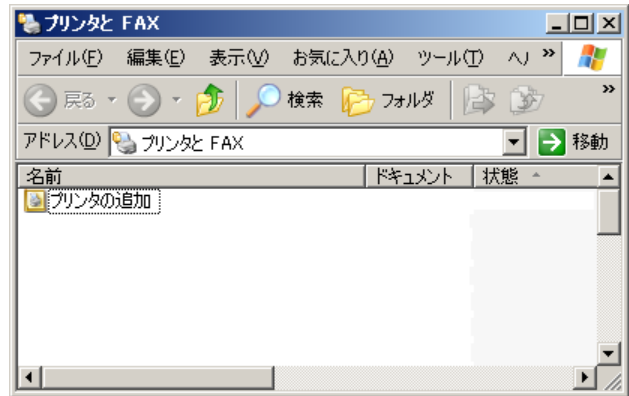 プリンタと FAX
ファイル(F) 編集(E) 表示(V) お気に入り(A) ツール(T) ヘ »
戻る 検索 フォルダ »
アドレス(D) プリンタと FAX 移動
名前 ドキュメント 状態
プリンタの追加